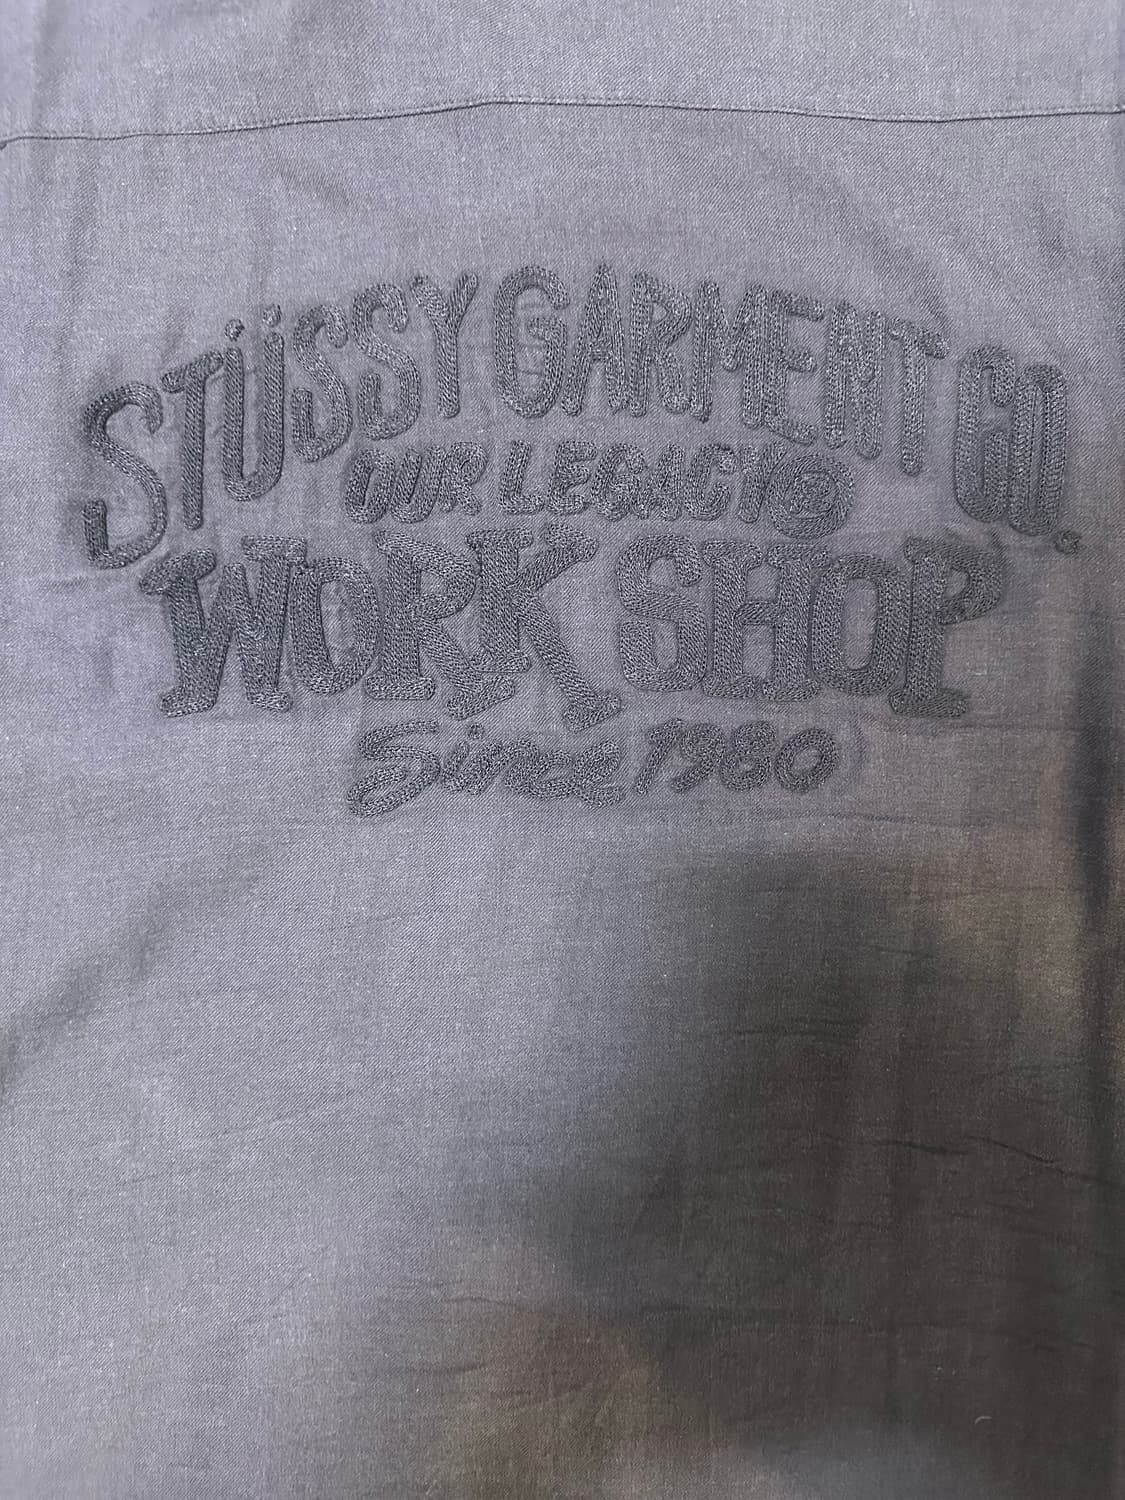 STÜSSY GARMENT CO.
OUR LEGACY®
WORK SHOP
Since 1980